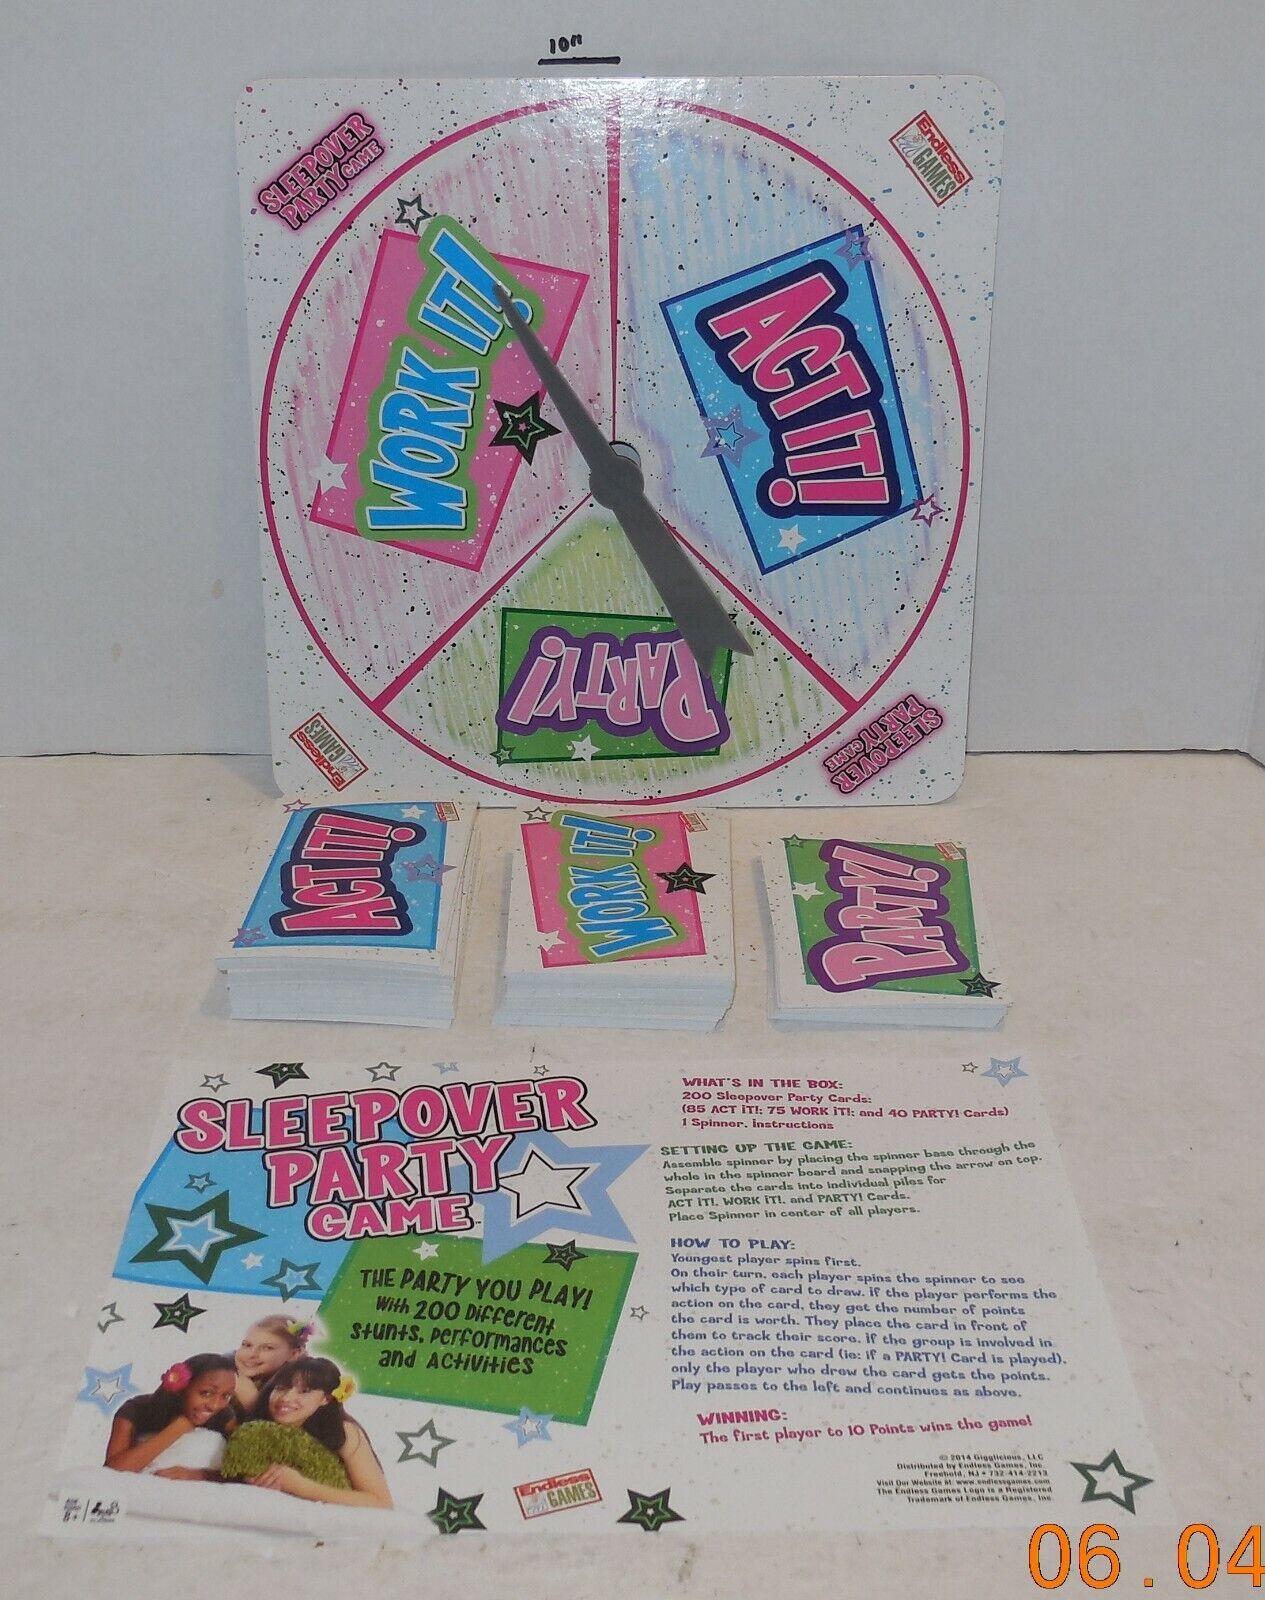 10"
SLEEPOVER
PARTY GAME
Endless
GAMES
WORK IT!
ACT IT!
PARTY!
Endless
GAMES
SLEEPOVER
PARTY GAME
ACT IT!
WORK IT!
PARTY!
SLEEPOVER
PARTY
GAME™
THE PARTY YOU PLAY!
With 200 Different
Stunts, Performances
and Activities
Endless
GAMES
8+
WHAT'S IN THE BOX:
200 Sleepover Party Cards:
(85 ACT IT!; 75 WORK IT!; and 40 PARTY! Cards)
1 Spinner, Instructions
SETTING UP THE GAME:
Assemble spinner by placing the spinner base through the
whole in the spinner board and snapping the arrow on top.
Separate the cards into individual piles for
ACT IT!, WORK IT!, and PARTY! Cards.
Place Spinner in center of all players.
HOW TO PLAY:
Youngest player spins first.
On their turn, each player spins the spinner to see
which type of card to draw. If the player performs the
action on the card, they get the number of points
the card is worth. They place the card in front of
them to track their score. If the group is involved in
the action on the card (ie: if a PARTY! Card is played),
only the player who drew the card gets the points.
Play passes to the left and continues as above.
WINNING:
The first player to 10 Points wins the game!
© 2014 Gigglicious, LLC
Distributed by Endless Games, Inc.
Freehold, NJ • 732-414-2213
Visit Our Website at: www.endlessgames.com
The Endless Games Logo is a Registered
Trademark of Endless Games, Inc.
06.04